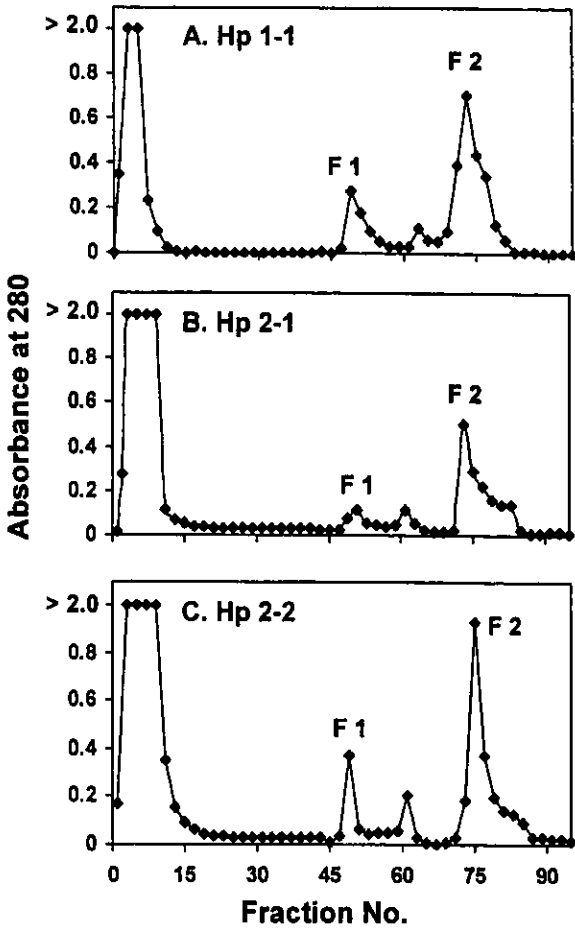 > 2.0
A. Hp 1-1
F 2
0.8
0.6
0.4
F 1
0.2
0
> 2.0
B. Hp 2-1
0.8
0.6
F 2
0.4
0.2
F 1
0
> 2.0
C. Hp 2-2
F 2
0.8
0.6
0.4
F 1
0.2
0
0 15 30 45 60 75 90
Fraction No.
Absorbance at 280